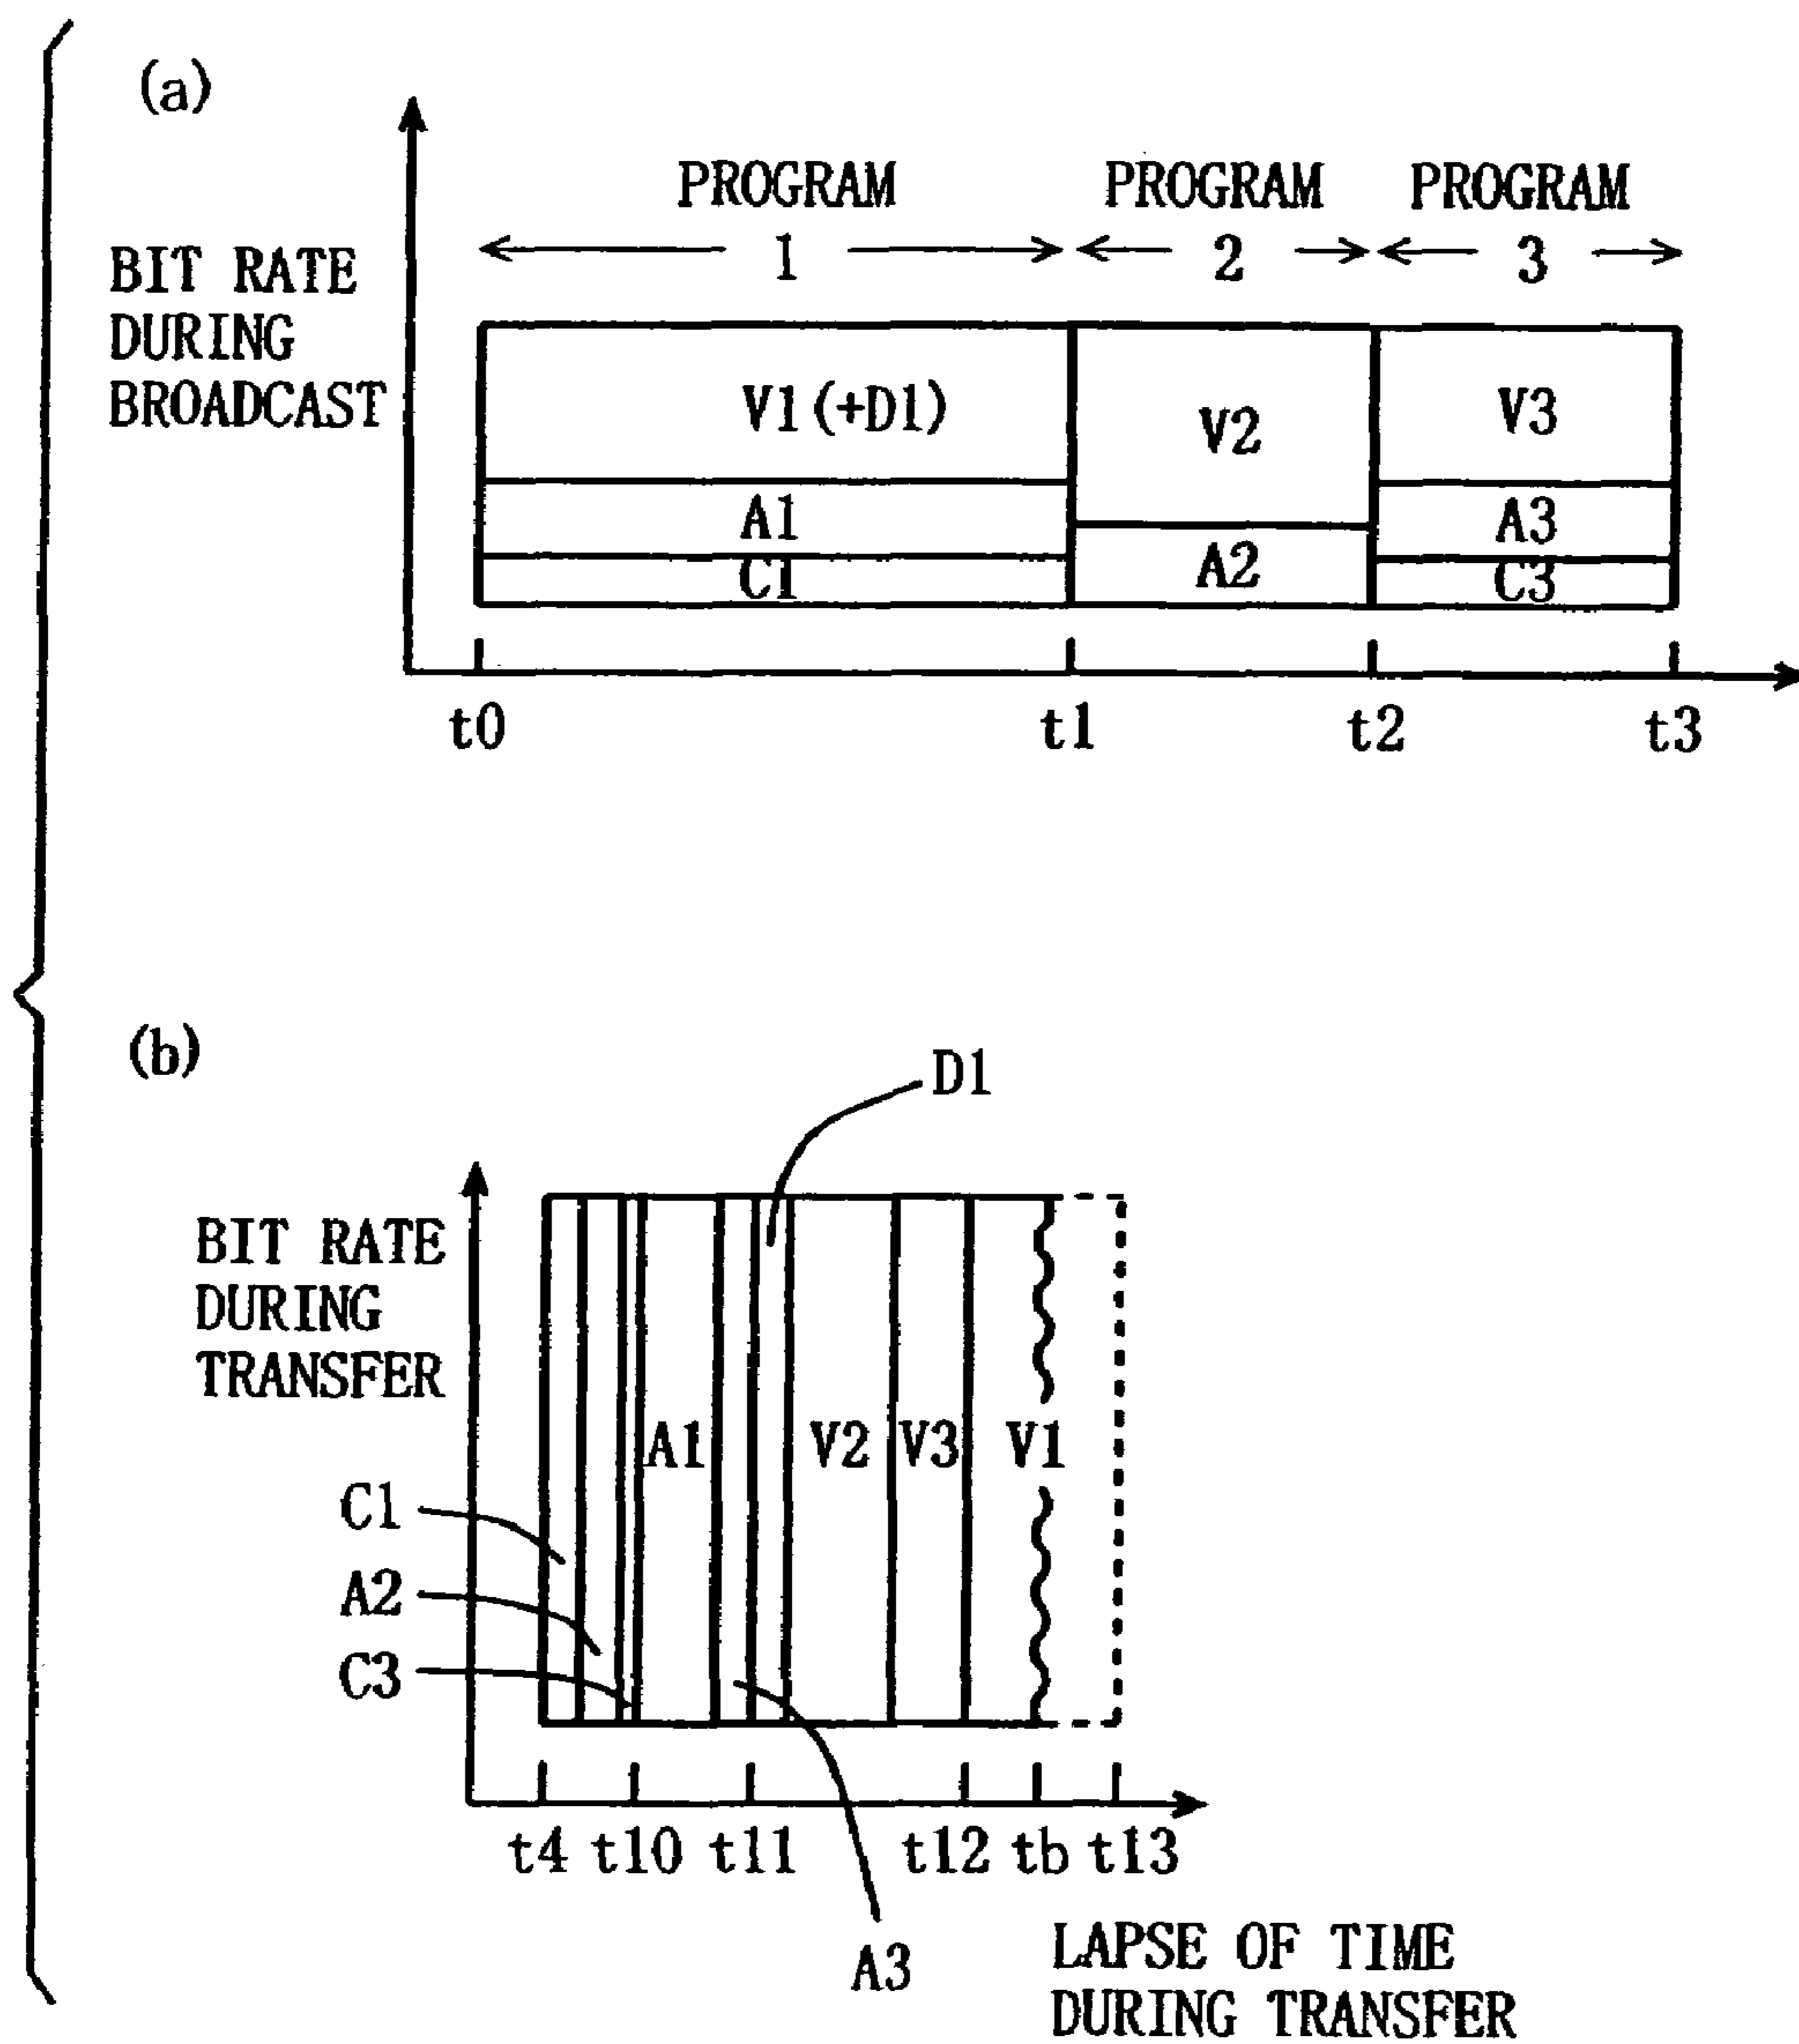 (a)
PROGRAM PROGRAM PROGRAM
1 2 3
BIT RATE
DURING
BROADCAST
V1(+D1)
V2
V3
A1
A3
A2
C1
C3
t0 t1 t2 t3
(b)
D1
BIT RATE
DURING
TRANSFER
A1 V2 V3 V1
C1
A2
C3
t4 t10 t11 t12 tb t13
A3
LAPSE OF TIME
DURING TRANSFER